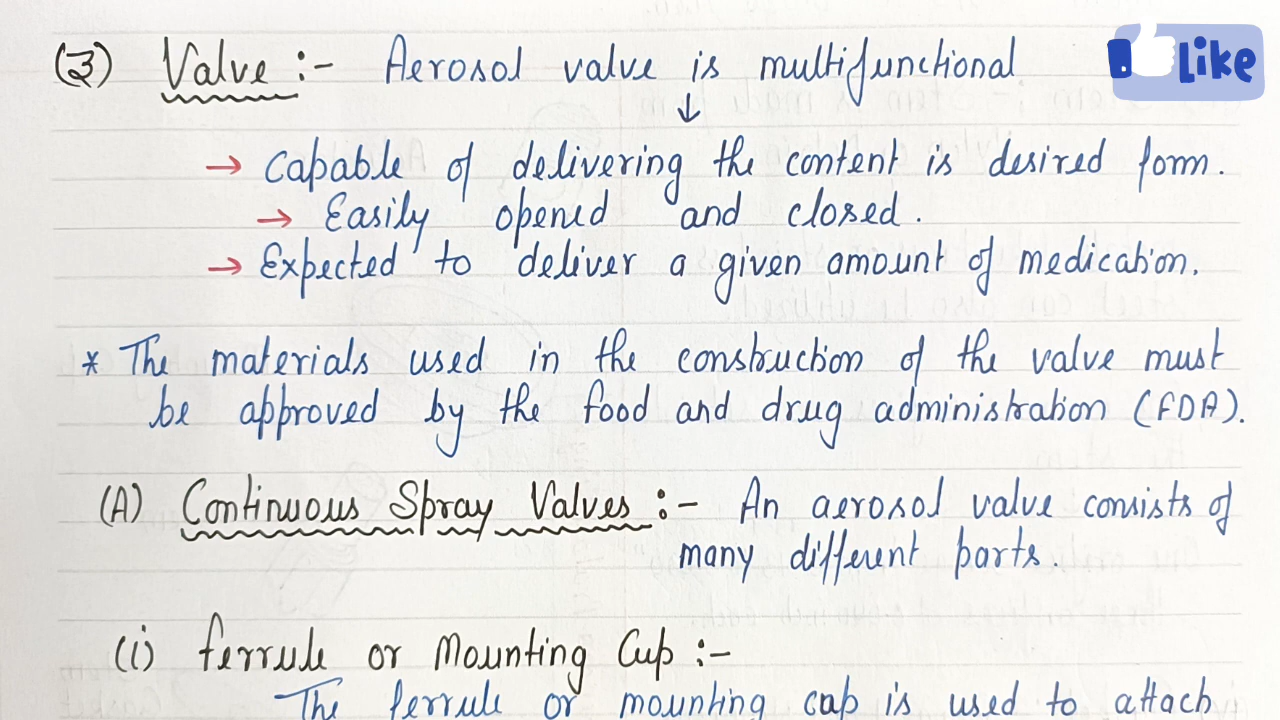 (३) Valve :- Aerosol valve is multifunctional
Like
↓
→ Capable of delivering the content is desired form.
→ Easily opened and closed.
→ Expected to deliver a given amount of medication.
* The materials used in the construction of the valve must
be approved by the food and drug administration (FDA).
(A) Continuous Spray Valves :- An aerosol valve consists of
many different parts.
(i) ferrule or Mounting Cup :-
The ferrule or mounting cup is used to attach